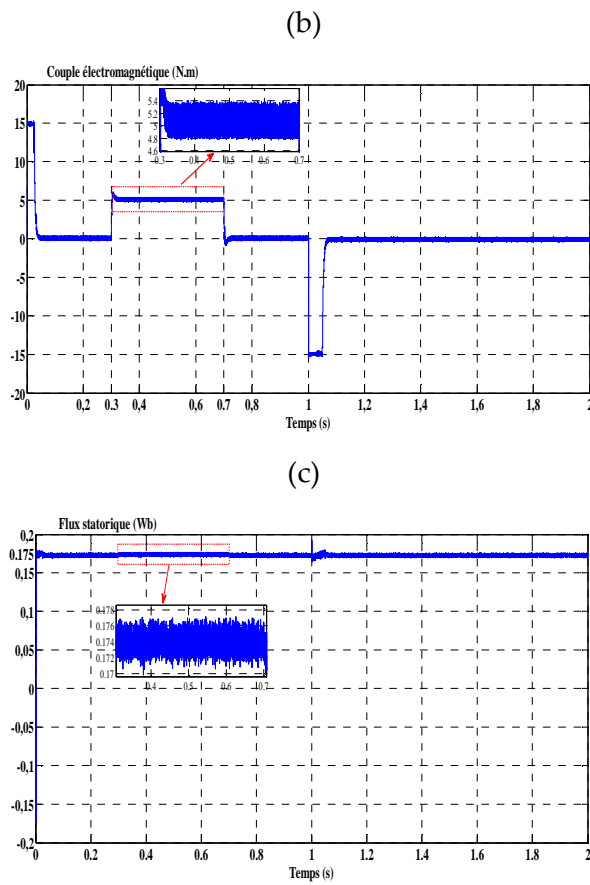 (b)
Couple électromagnétique (N.m)
20
15
10
5
0
-5
-10
-15
-20
5.4
5.2
5
4.8
4.6
0.3 0.4 0.5 0.6 0.7
0 0,2 0.3 0,4 0,6 0.7 0,8 1 1,2 1,4 1,6 1,8 2
Temps (s)
(c)
Flux statorique (Wb)
0,2
0.175
0,15
0,1
0,05
0
-0,05
-0,1
-0,15
-0,2
0.178
0.176
0.174
0.172
0.17
0.4 0.5 0.6 0.7
0 0.2 0.4 0.6 0.8 1 1.2 1.4 1.6 1.8 2
Temps (s)